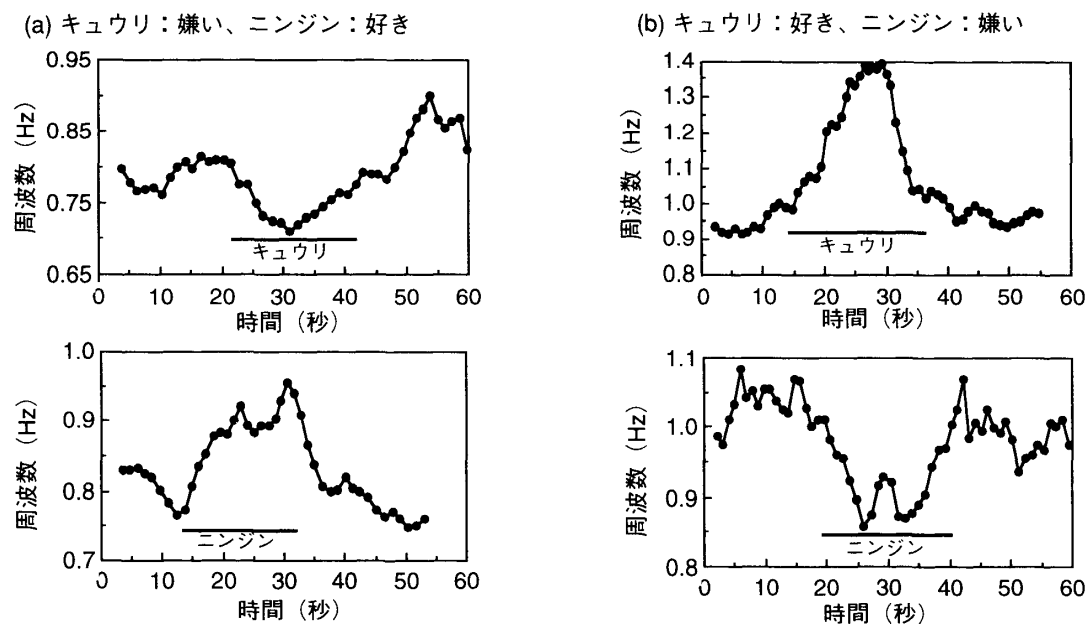 (a) キュウリ：嫌い、ニンジン：好き
0.95
0.85
0.75
0.65
周波数 (Hz)
キュウリ
0 10 20 30 40 50 60
時間 (秒)
1.0
0.9
0.8
0.7
周波数 (Hz)
ニンジン
0 10 20 30 40 50 60
時間 (秒)
(b) キュウリ：好き、ニンジン：嫌い
1.4
1.3
1.2
1.1
1.0
0.9
0.8
周波数 (Hz)
キュウリ
0 10 20 30 40 50 60
時間 (秒)
1.1
1.0
0.9
0.8
周波数 (Hz)
ニンジン
0 10 20 30 40 50 60
時間 (秒)